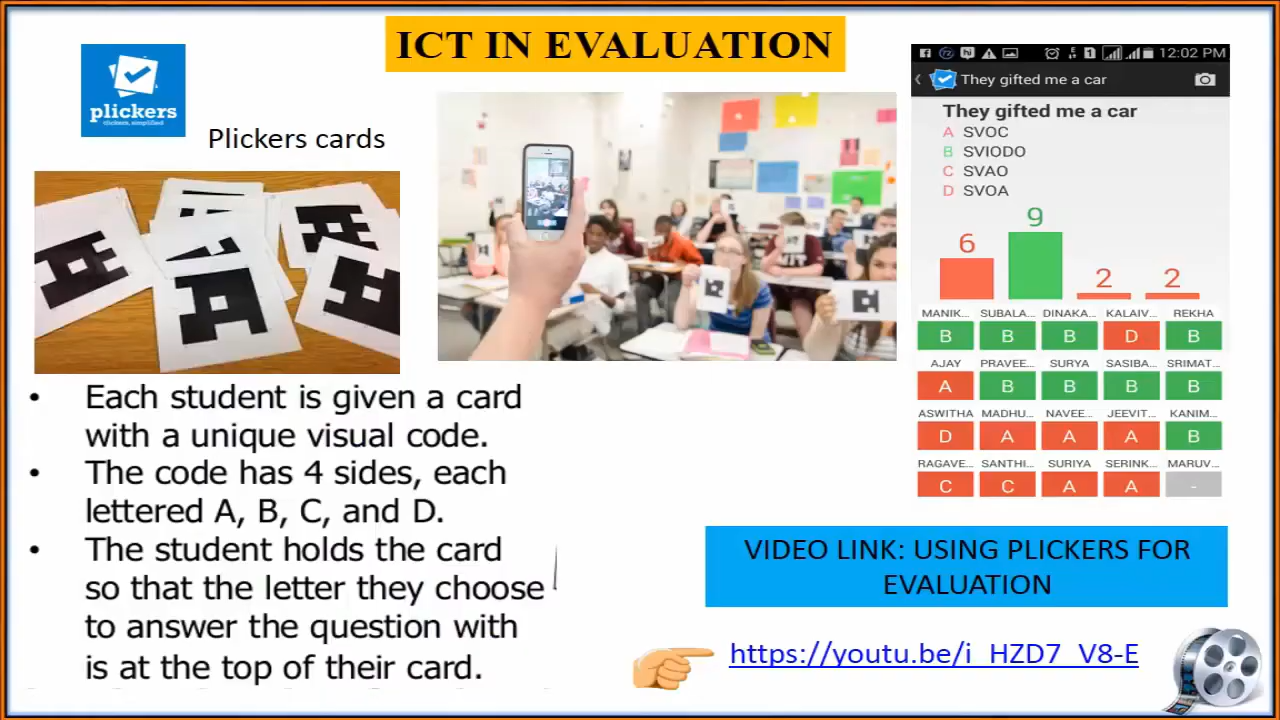 ICT IN EVALUATION
plickers
clickers, simplified
Plickers cards
Each student is given a card
with a unique visual code.
The code has 4 sides, each
lettered A, B, C, and D.
The student holds the card
so that the letter they choose
to answer the question with
is at the top of their card.
12:02 PM
They gifted me a car
They gifted me a car
A SVOC
B SVIODO
C SVAO
D SVOA
6 9 2 2
MANIK... SUBALA... DINAKA... KALAIV... REKHA
B B B D B
AJAY PRAVEE... SURYA SASIBA... SRIMAT...
A B B B B
ASWITHA MADHU... NAVEE... JEEVIT... KANIM...
D A A A B
RAGAVE... SANTHI... SURIYA SERINK... MARUV...
C C A A -
VIDEO LINK: USING PLICKERS FOR
EVALUATION
https://youtu.be/i_HZD7_V8-E